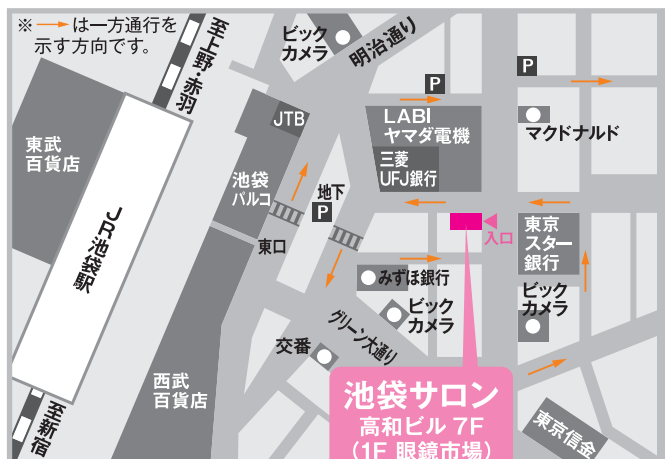 ※→は一方通行を
示す方向です。
至上野・赤羽
ビック
カメラ
明治通り
P
P
東武
百貨店
JTB
LABI
ヤマダ電機
マクドナルド
三菱
UFJ銀行
池袋
パルコ
地下
P
JR池袋駅
東口
入口
東京
スター
銀行
みずほ銀行
ビック
カメラ
ビック
カメラ
グリーン大通り
交番
西武
百貨店
池袋サロン
高和ビル 7F
(1F 眼鏡市場)
東京信金
至新宿